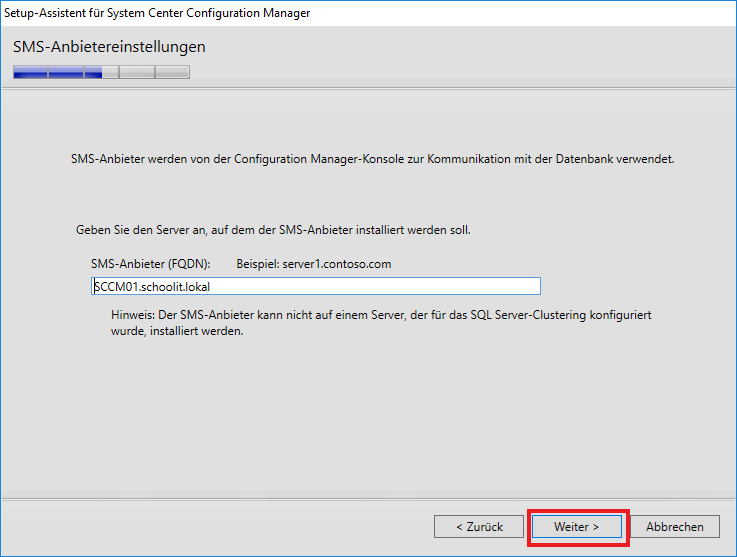 Setup-Assistent für System Center Configuration Manager
SMS-Anbietereinstellungen
SMS-Anbieter werden von der Configuration Manager-Konsole zur Kommunikation mit der Datenbank verwendet.
Geben Sie den Server an, auf dem der SMS-Anbieter installiert werden soll.
SMS-Anbieter (FQDN): Beispiel: server1.contoso.com
SCCM01.schoolit.lokal
Hinweis: Der SMS-Anbieter kann nicht auf einem Server, der für das SQL Server-Clustering konfiguriert
wurde, installiert werden.
< Zurück Weiter > Abbrechen